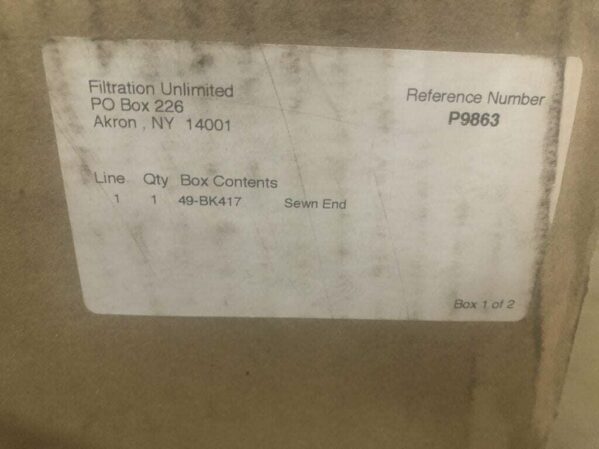 Filtration Unlimited
PO Box 226
Akron , NY 14001
Reference Number
P9863
Line Qty Box Contents
1 1 49-BK417 Sewn End
Box 1 of 2